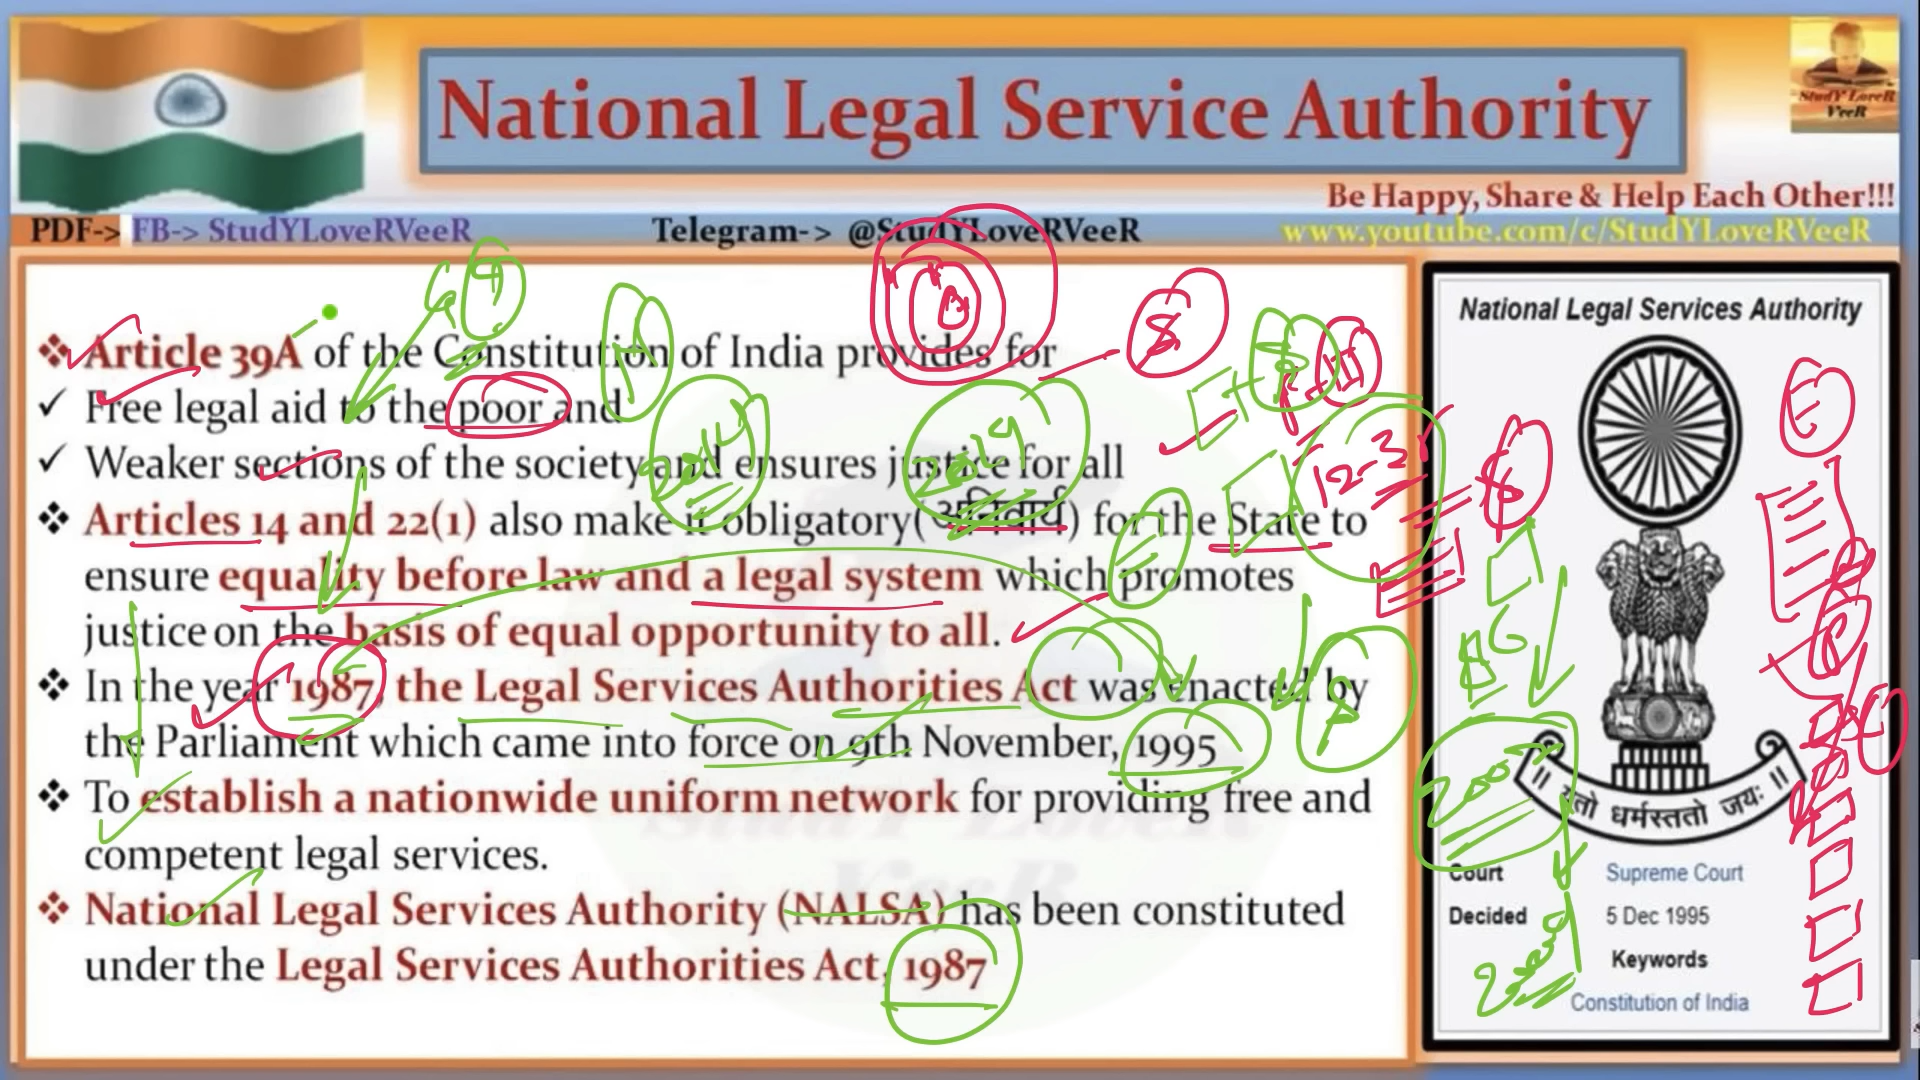 National Legal Service Authority
StudY LoveR
VeeR
Be Happy, Share & Help Each Other!!!
PDF-> FB-> StudYLoveRVeeR Telegram-> @StudYLoveRVeeR www.youtube.com/c/StudYLoveRVeeR
❖ Article 39A of the Constitution of India provides for
✓ Free legal aid to the poor and
✓ Weaker sections of the society and ensures justice for all
❖ Articles 14 and 22(1) also make it obligatory(अनिवार्य) for the State to
ensure equality before law and a legal system which promotes
justice on the basis of equal opportunity to all.
❖ In the year 1987, the Legal Services Authorities Act was enacted by
the Parliament which came into force on 9th November, 1995
❖ To establish a nationwide uniform network for providing free and
competent legal services.
❖ National Legal Services Authority (NALSA) has been constituted
under the Legal Services Authorities Act, 1987
2014
2019
12-35
National Legal Services Authority
॥ यतो धर्मस्ततो जयः ॥
Court Supreme Court
Decided 5 Dec 1995
Keywords
Constitution of India